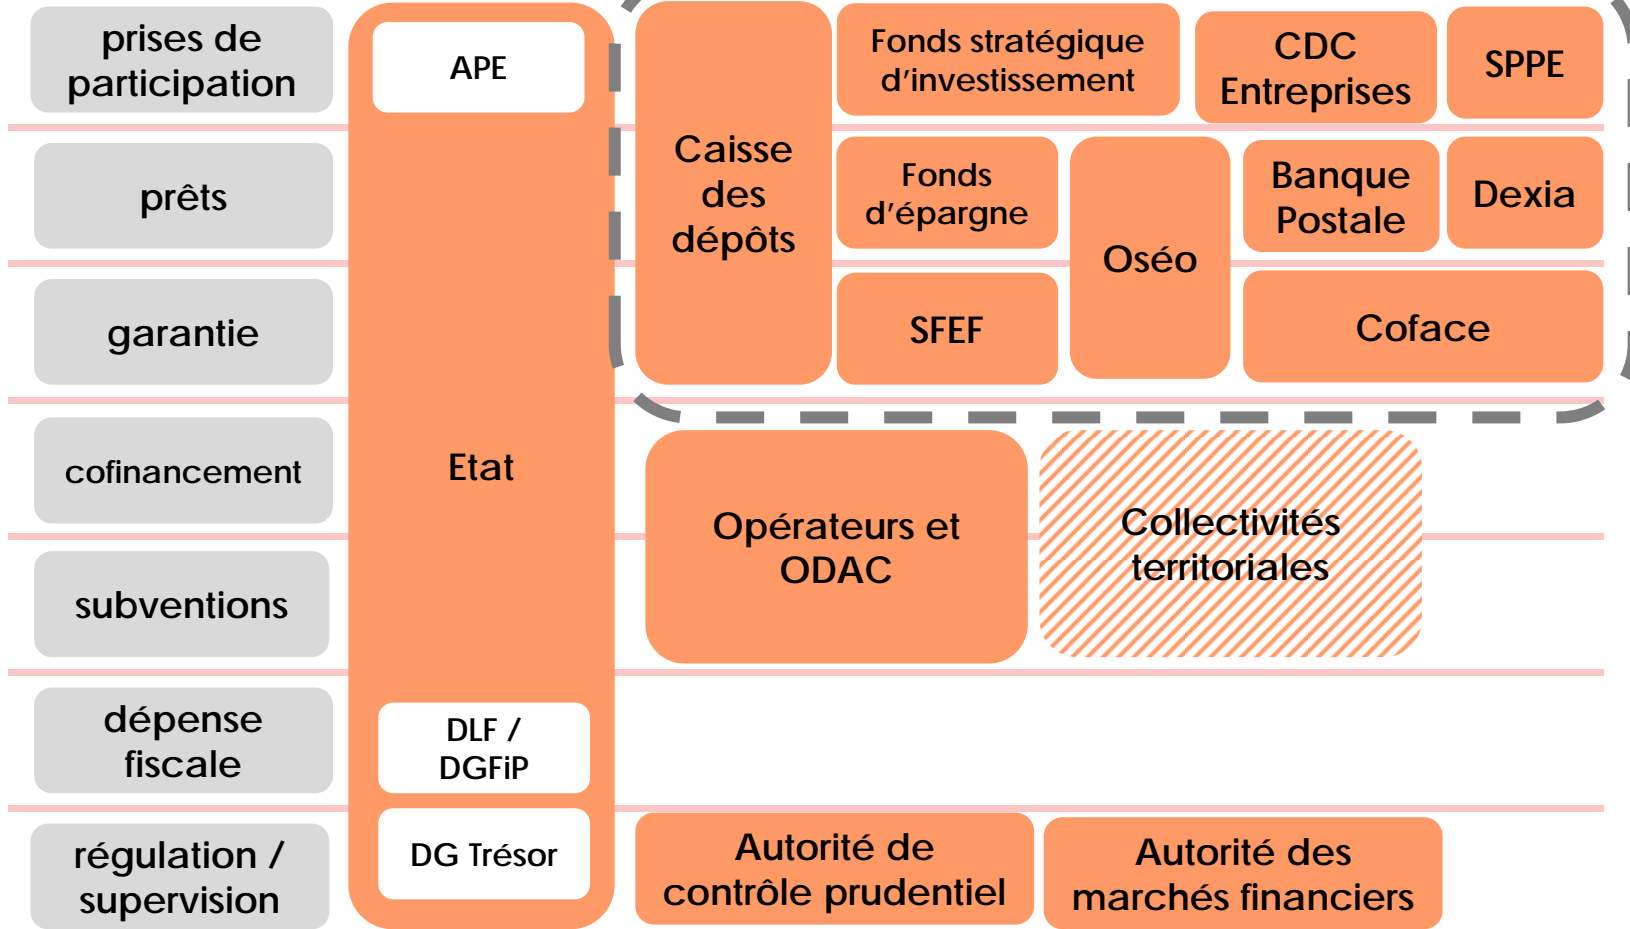 prises de
participation
APE
Fonds stratégique
d'investissement
CDC
Entreprises
SPPE
Caisse
des
dépôts
prêts
Fonds
d'épargne
Oséo
Banque
Postale
Dexia
garantie
SFEF
Coface
cofinancement
Etat
Opérateurs et
ODAC
Collectivités
territoriales
subventions
dépense
fiscale
DLF /
DGFiP
régulation /
supervision
DG Trésor
Autorité de
contrôle prudentiel
Autorité des
marchés financiers